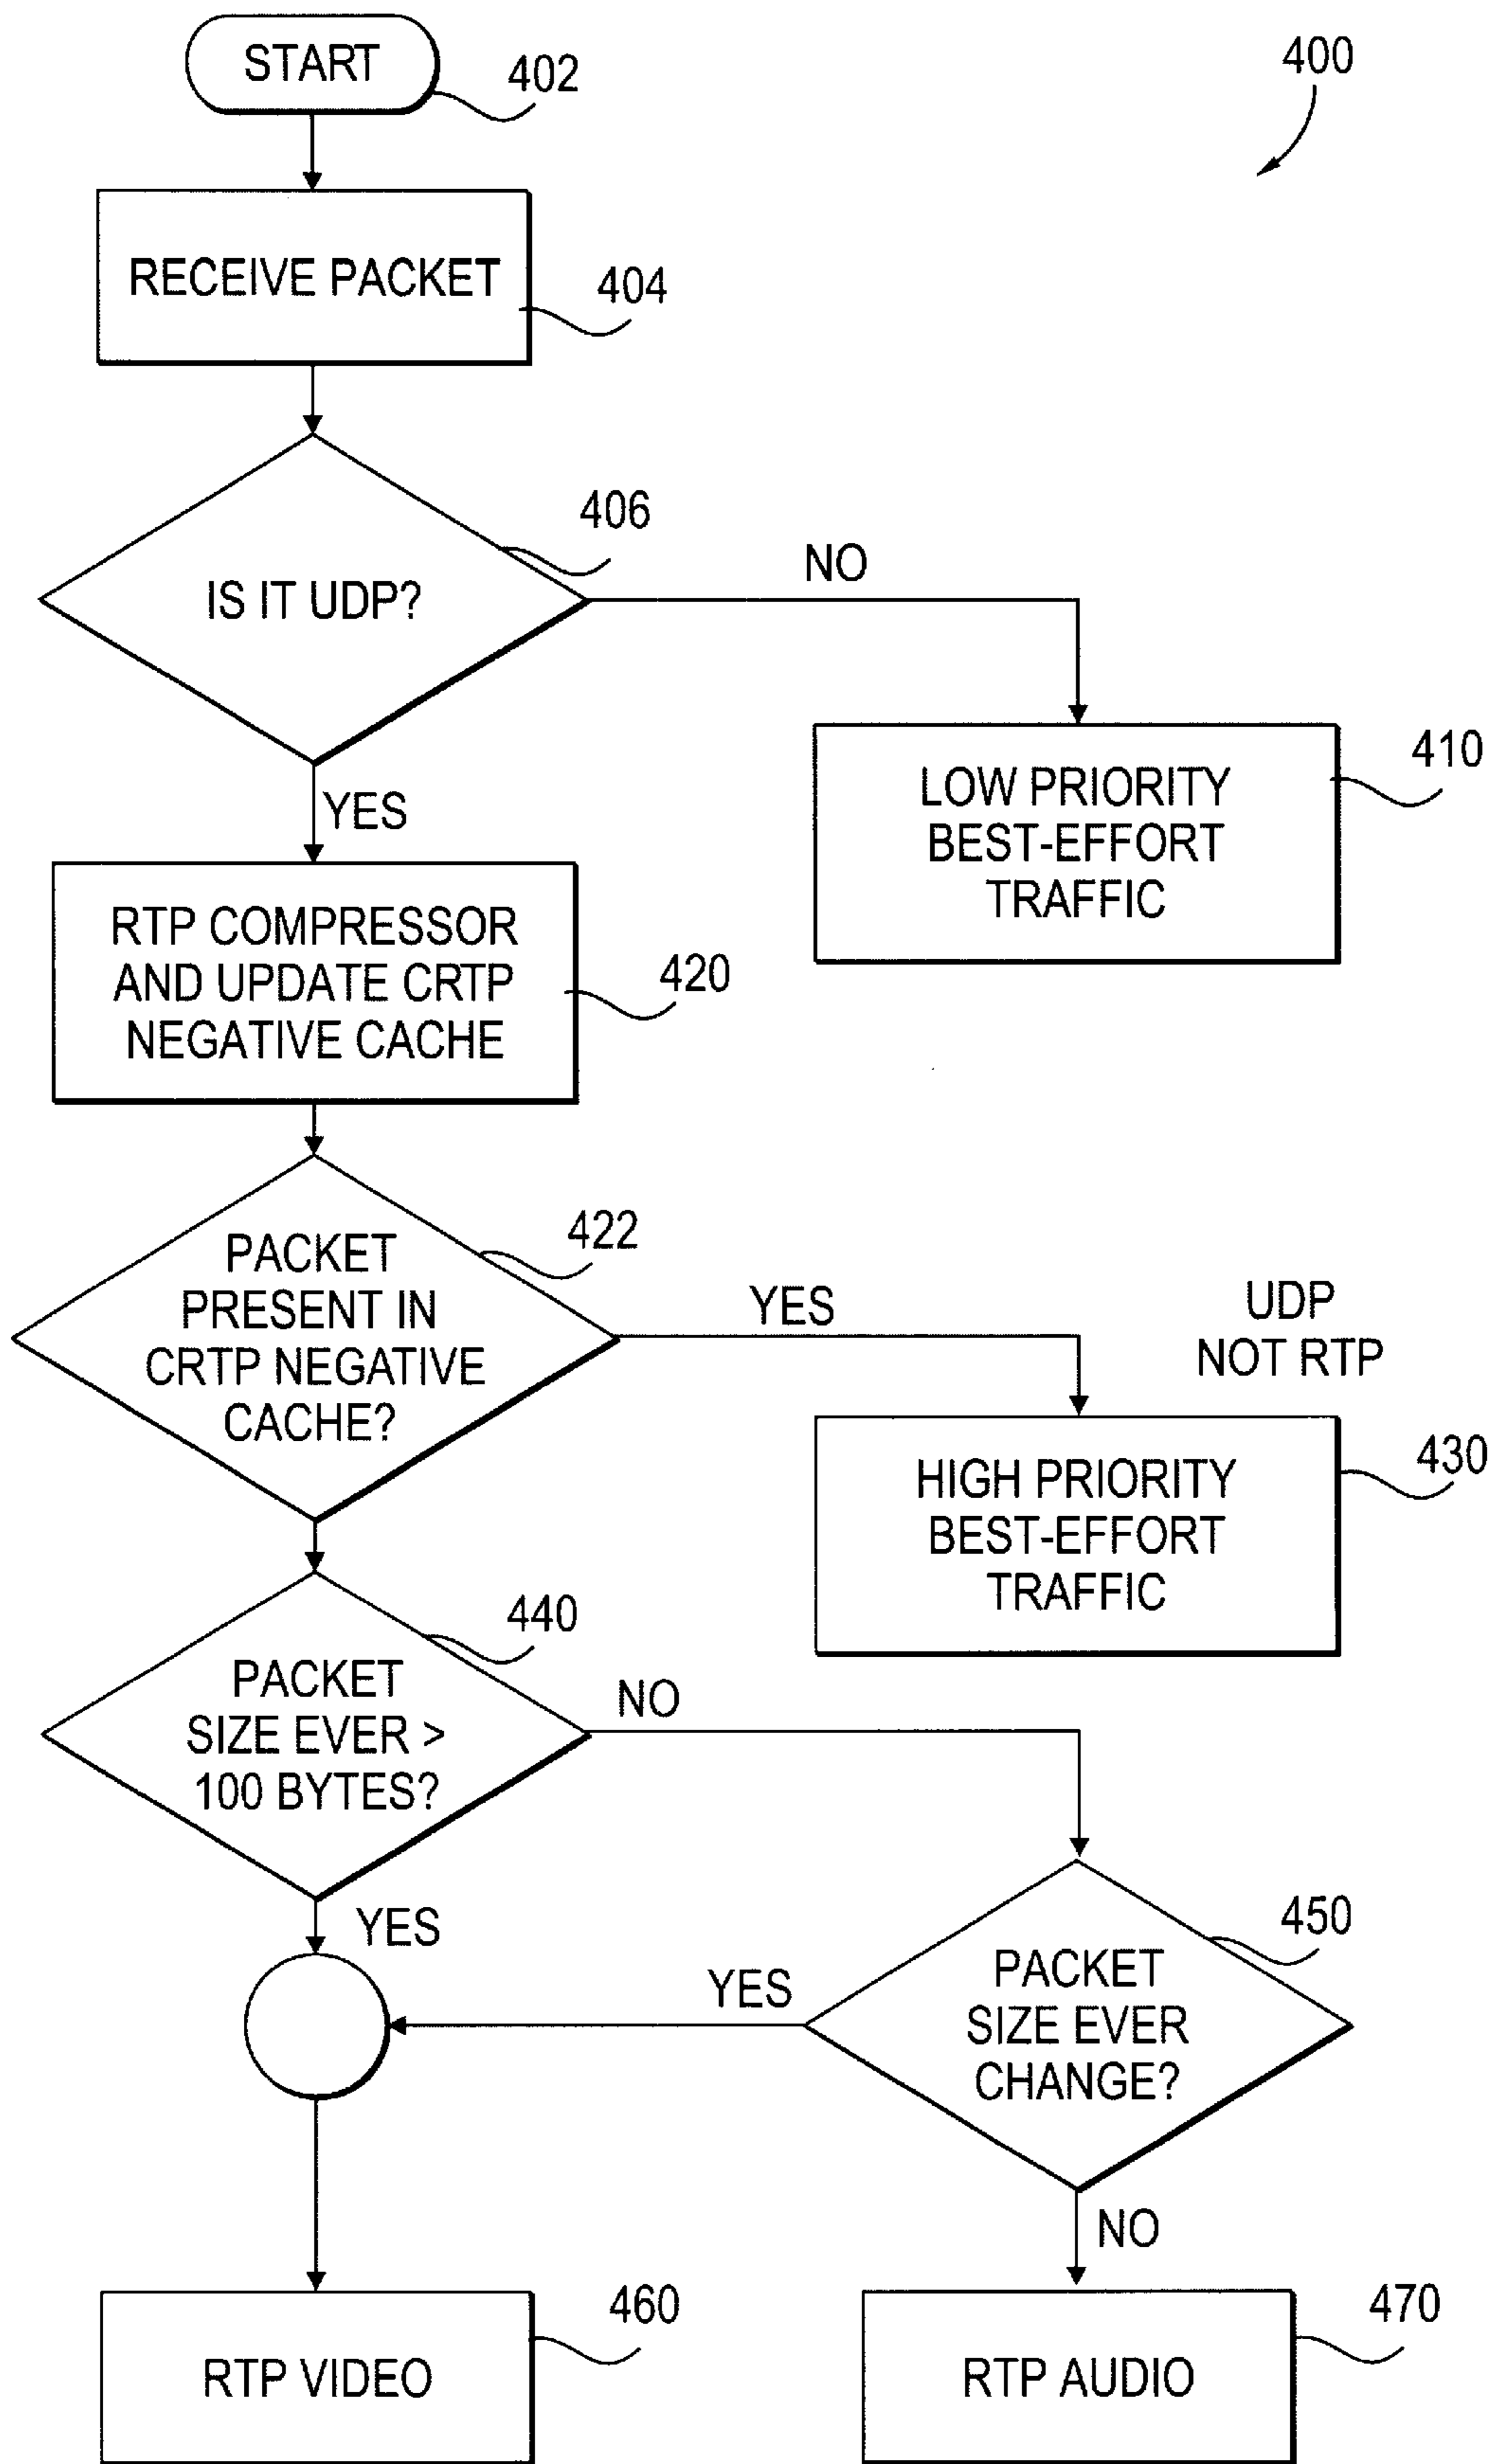 START
402
400
RECEIVE PACKET
404
406
IS IT UDP?
NO
YES
LOW PRIORITY
BEST-EFFORT
TRAFFIC
410
RTP COMPRESSOR
AND UPDATE CRTP
NEGATIVE CACHE
420
PACKET
PRESENT IN
CRTP NEGATIVE
CACHE?
422
YES
UDP
NOT RTP
HIGH PRIORITY
BEST-EFFORT
TRAFFIC
430
440
PACKET
SIZE EVER >
100 BYTES?
NO
YES
450
PACKET
SIZE EVER
CHANGE?
YES
NO
RTP VIDEO
460
RTP AUDIO
470